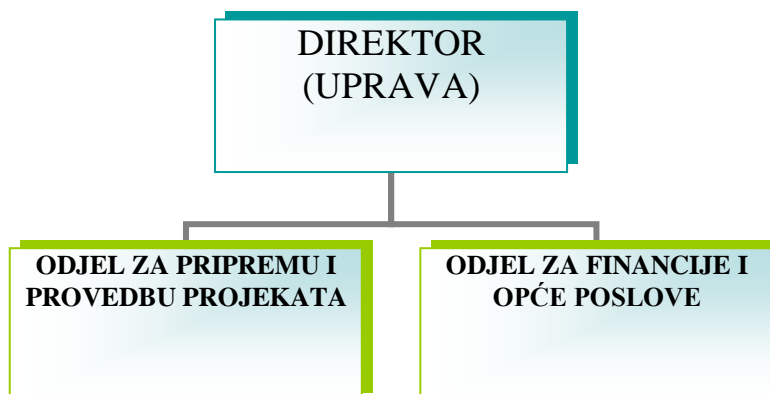 DIREKTOR
(UPRAVA)
ODJEL ZA PRIPREMU I
PROVEDBU PROJEKATA
ODJEL ZA FINANCIJE I
OPĆE POSLOVE